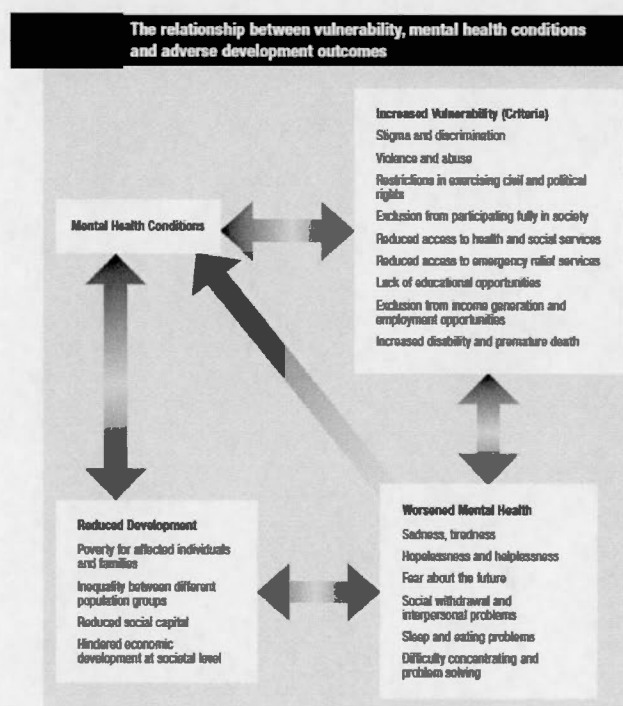 The relationship between vulnerability, mental health conditions
and adverse development outcomes
Increased Vulnerability (Criteria)
Stigma and discrimination
Violence and abuse
Restrictions in exercising civil and political
rights
Exclusion from participating fully in society
Reduced access to health and social services
Reduced access to emergency relief services
Lack of educational opportunities
Exclusion from income generation and
employment opportunities
Increased disability and premature death
Mental Health Conditions
Reduced Development
Poverty for affected individuals
and families
Inequality between different
population groups
Reduced social capital
Hindered economic
development at societal level
Worsened Mental Health
Sadness, tiredness
Hopelessness and helplessness
Fear about the future
Social withdrawal and
interpersonal problems
Sleep and eating problems
Difficulty concentrating and
problem solving